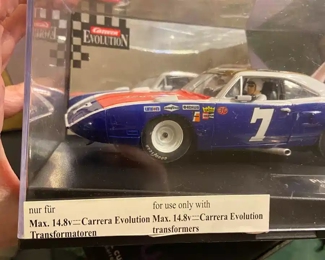 Carrera
EVOLUTION
7
nur für
Max. 14.8v⎓Carrera Evolution
Transformatoren
for use only with
Max. 14.8v⎓Carrera Evolution
transformers